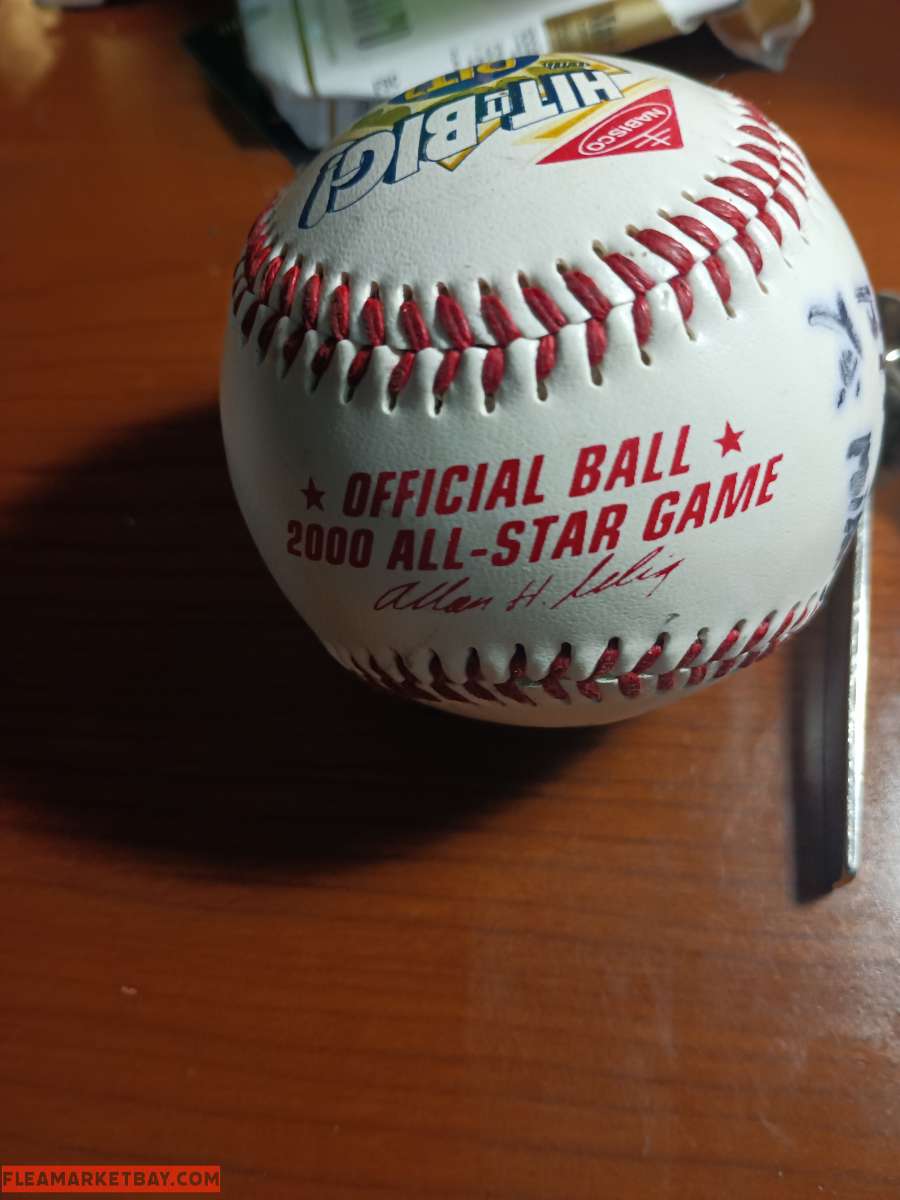 HIT IT
BIG!
NABISCO
★ OFFICIAL BALL ★
2000 ALL-STAR GAME
Allan H. Selig
FLEAMARKETBAY.COM